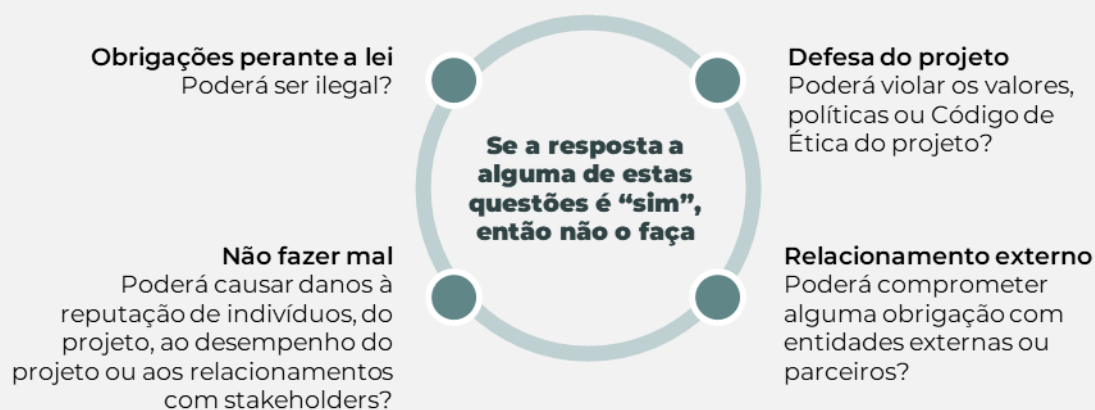 Obrigações perante a lei
Poderá ser ilegal?
Defesa do projeto
Poderá violar os valores,
políticas ou Código de
Ética do projeto?
Se a resposta a
alguma de estas
questões é “sim”,
então não o faça
Não fazer mal
Poderá causar danos à
reputação de indivíduos, do
projeto, ao desempenho do
projeto ou aos relacionamentos
com stakeholders?
Relacionamento externo
Poderá comprometer
alguma obrigação com
entidades externas ou
parceiros?